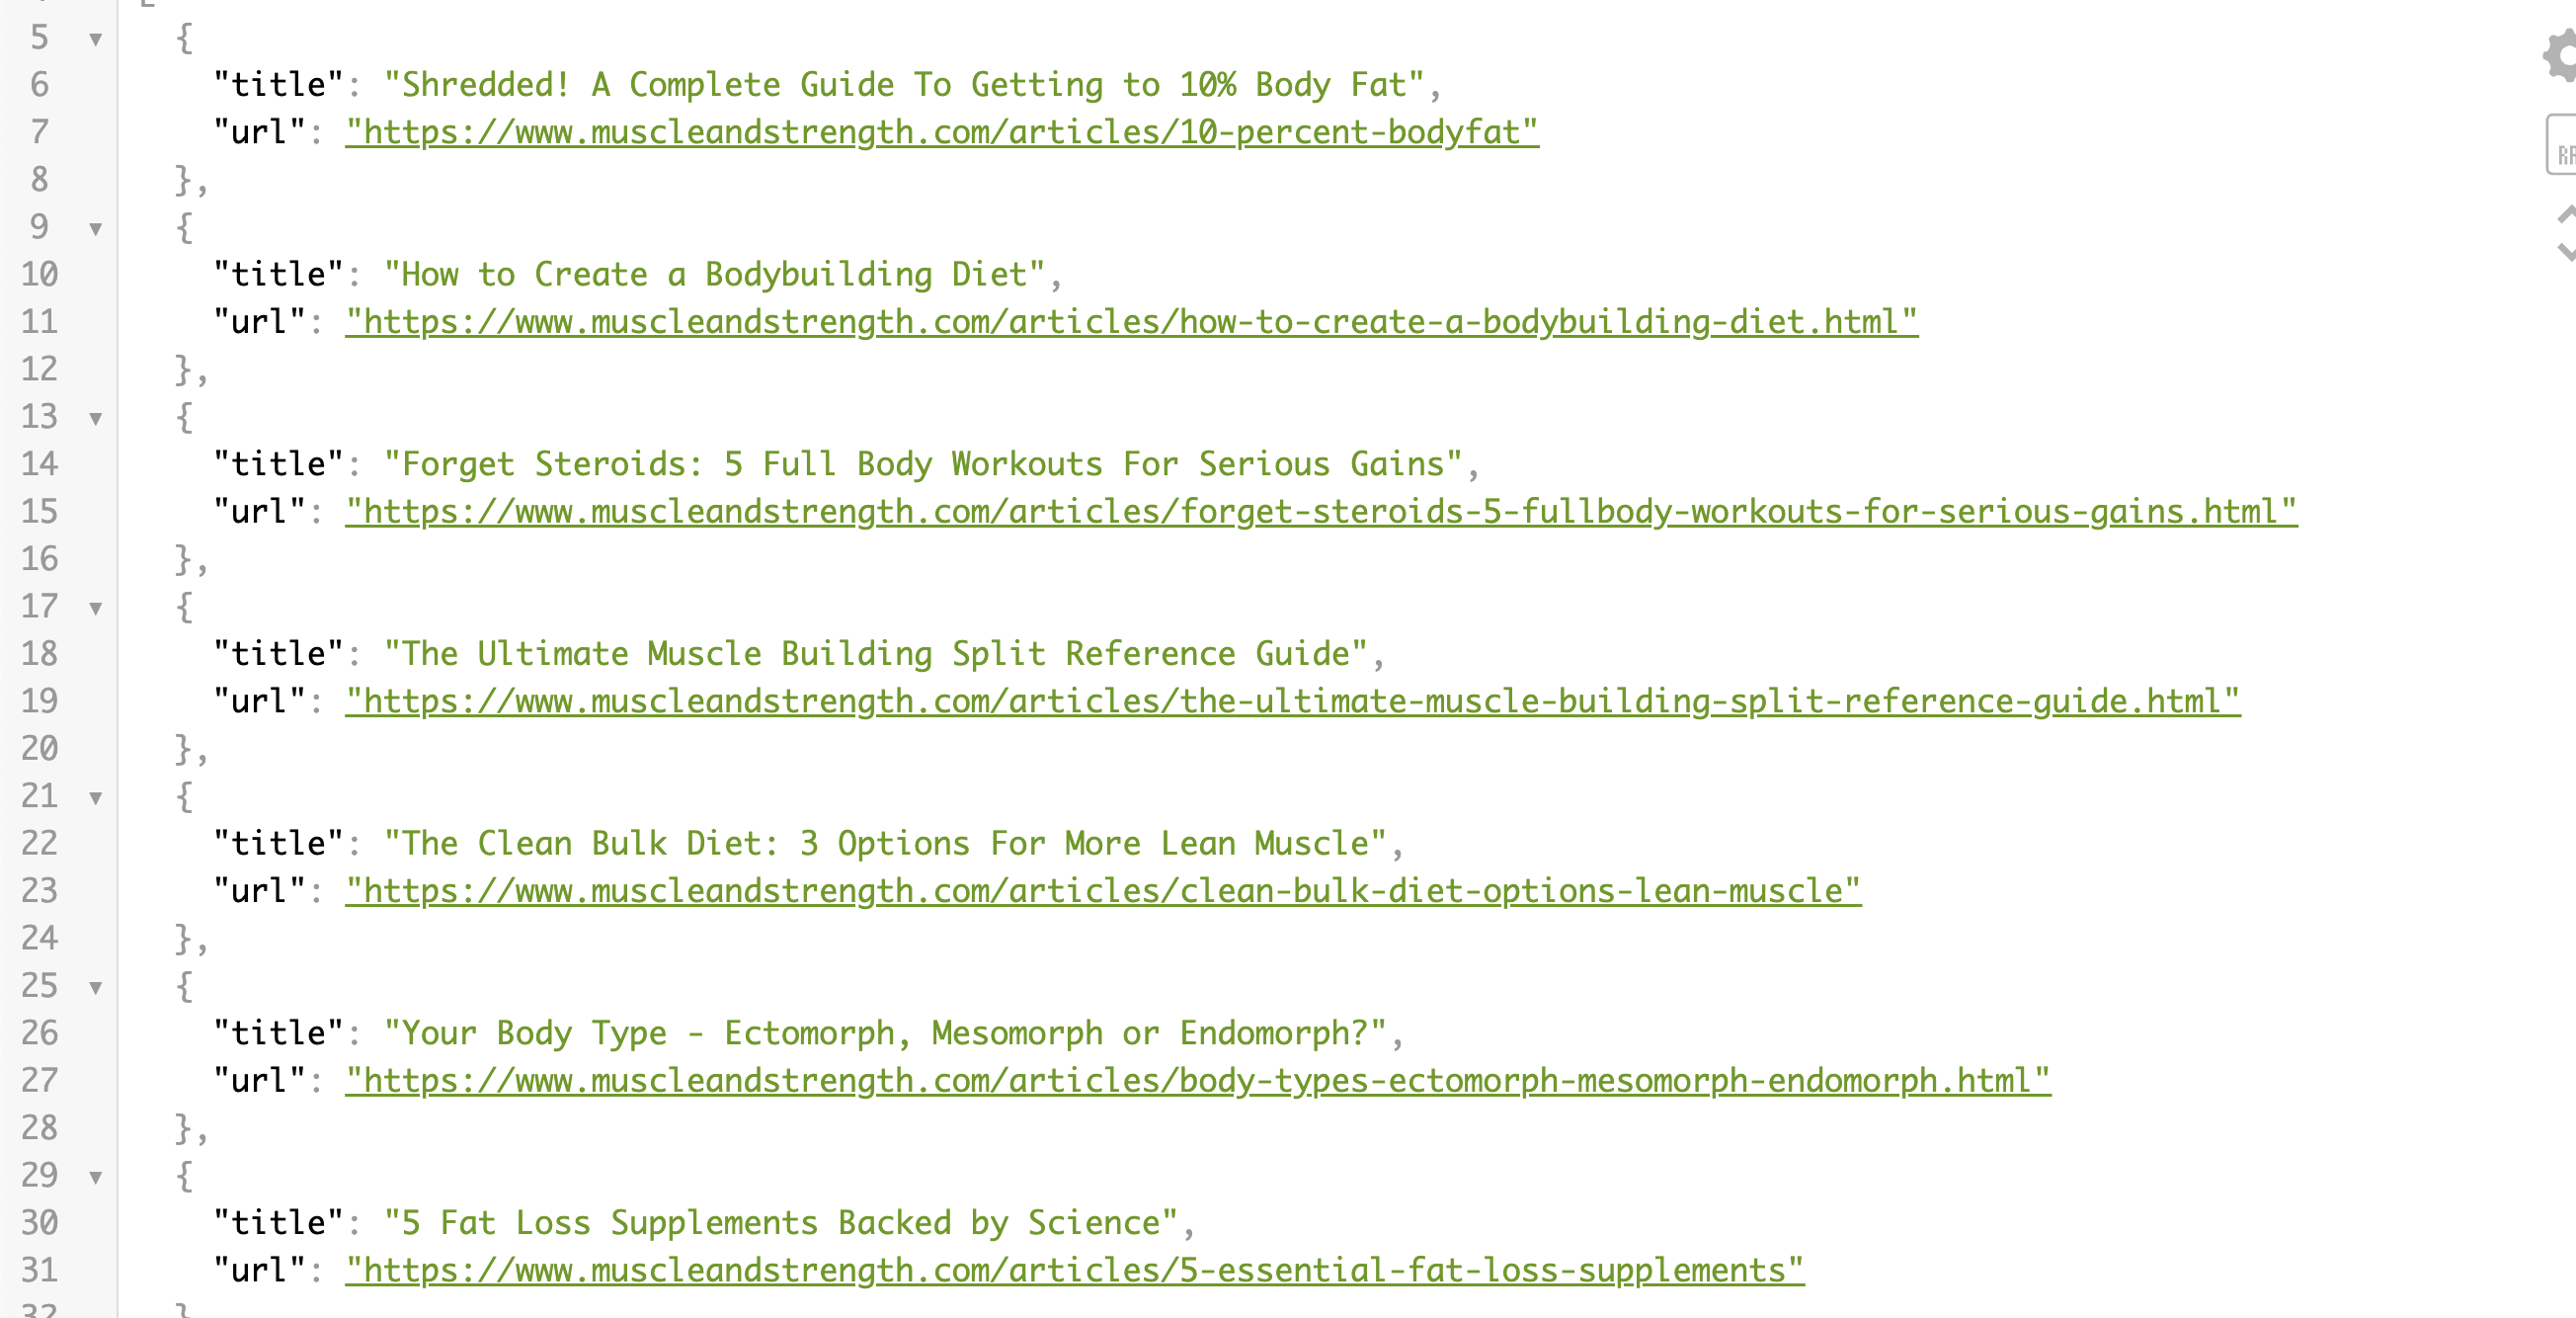 [
5 ▼ {
6 "title": "Shredded! A Complete Guide To Getting to 10% Body Fat",
7 "url": "https://www.muscleandstrength.com/articles/10-percent-bodyfat"
8 },
9 ▼ {
10 "title": "How to Create a Bodybuilding Diet",
11 "url": "https://www.muscleandstrength.com/articles/how-to-create-a-bodybuilding-diet.html"
12 },
13 ▼ {
14 "title": "Forget Steroids: 5 Full Body Workouts For Serious Gains",
15 "url": "https://www.muscleandstrength.com/articles/forget-steroids-5-fullbody-workouts-for-serious-gains.html"
16 },
17 ▼ {
18 "title": "The Ultimate Muscle Building Split Reference Guide",
19 "url": "https://www.muscleandstrength.com/articles/the-ultimate-muscle-building-split-reference-guide.html"
20 },
21 ▼ {
22 "title": "The Clean Bulk Diet: 3 Options For More Lean Muscle",
23 "url": "https://www.muscleandstrength.com/articles/clean-bulk-diet-options-lean-muscle"
24 },
25 ▼ {
26 "title": "Your Body Type - Ectomorph, Mesomorph or Endomorph?",
27 "url": "https://www.muscleandstrength.com/articles/body-types-ectomorph-mesomorph-endomorph.html"
28 },
29 ▼ {
30 "title": "5 Fat Loss Supplements Backed by Science",
31 "url": "https://www.muscleandstrength.com/articles/5-essential-fat-loss-supplements"
32 }